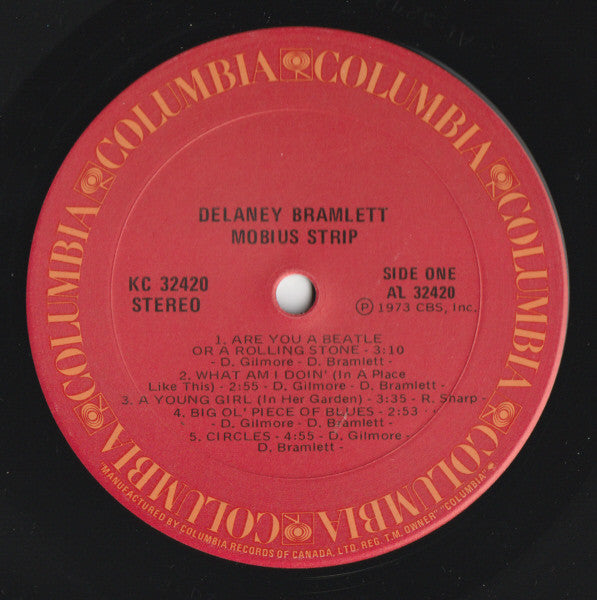 COLUMBIA COLUMBIA COLUMBIA COLUMBIA COLUMBIA COLUMBIA
DELANEY BRAMLETT
MOBIUS STRIP
KC 32420
STEREO
SIDE ONE
AL 32420
Ⓟ 1973 CBS, Inc.
1. ARE YOU A BEATLE
OR A ROLLING STONE - 3:10
- D. Gilmore - D. Bramlett -
2. WHAT AM I DOIN' (In A Place
Like This) - 2:55 - D. Gilmore - D. Bramlett -
3. A YOUNG GIRL (In Her Garden) - 3:35 - R. Sharp -
4. BIG OL' PIECE OF BLUES - 2:53 -
- D. Gilmore - D. Bramlett -
5. CIRCLES - 4:55 - D. Gilmore -
D. Bramlett -
"MANUFACTURED BY COLUMBIA RECORDS OF CANADA, LTD. REG. T.M. OWNER" "COLUMBIA"